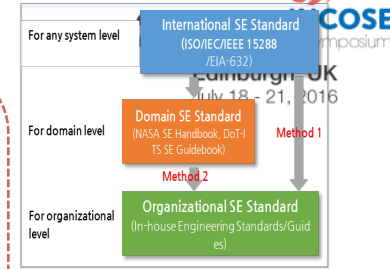 International SE Standard
(ISO/IEC/IEEE 15288
/EIA-632)
For any system level
COSE
mposium
Edinburgh, UK
July 18 - 21, 2016
Domain SE Standard
(NASA SE Handbook, DoT-I
TS SE Guidebook)
For domain level
Method 1
Method 2
Organizational SE Standard
(In-house Engineering Standards/Guid
es)
For organizational
level